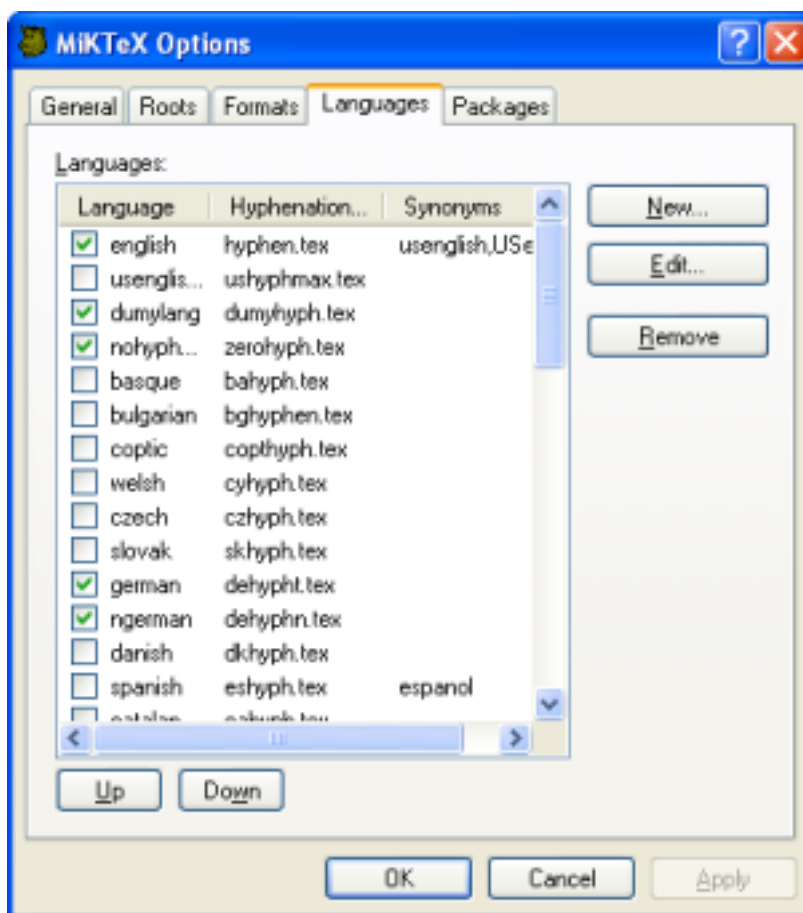 MiKTeX Options
General Roots Formats Languages Packages
Languages:
Language Hyphenation... Synonyms
New...
english hyphen.tex usenglish,USe
Edit...
usenglis... ushyphmax.tex
dumylang dumyhyph.tex
Remove
nohyph... zerohyph.tex
basque bahyph.tex
bulgarian bghyphen.tex
coptic copthyph.tex
welsh cyhyph.tex
czech czhyph.tex
slovak skhyph.tex
german dehypht.tex
ngerman dehyphn.tex
danish dkhyph.tex
spanish eshyph.tex espanol
Up Down
OK Cancel Apply